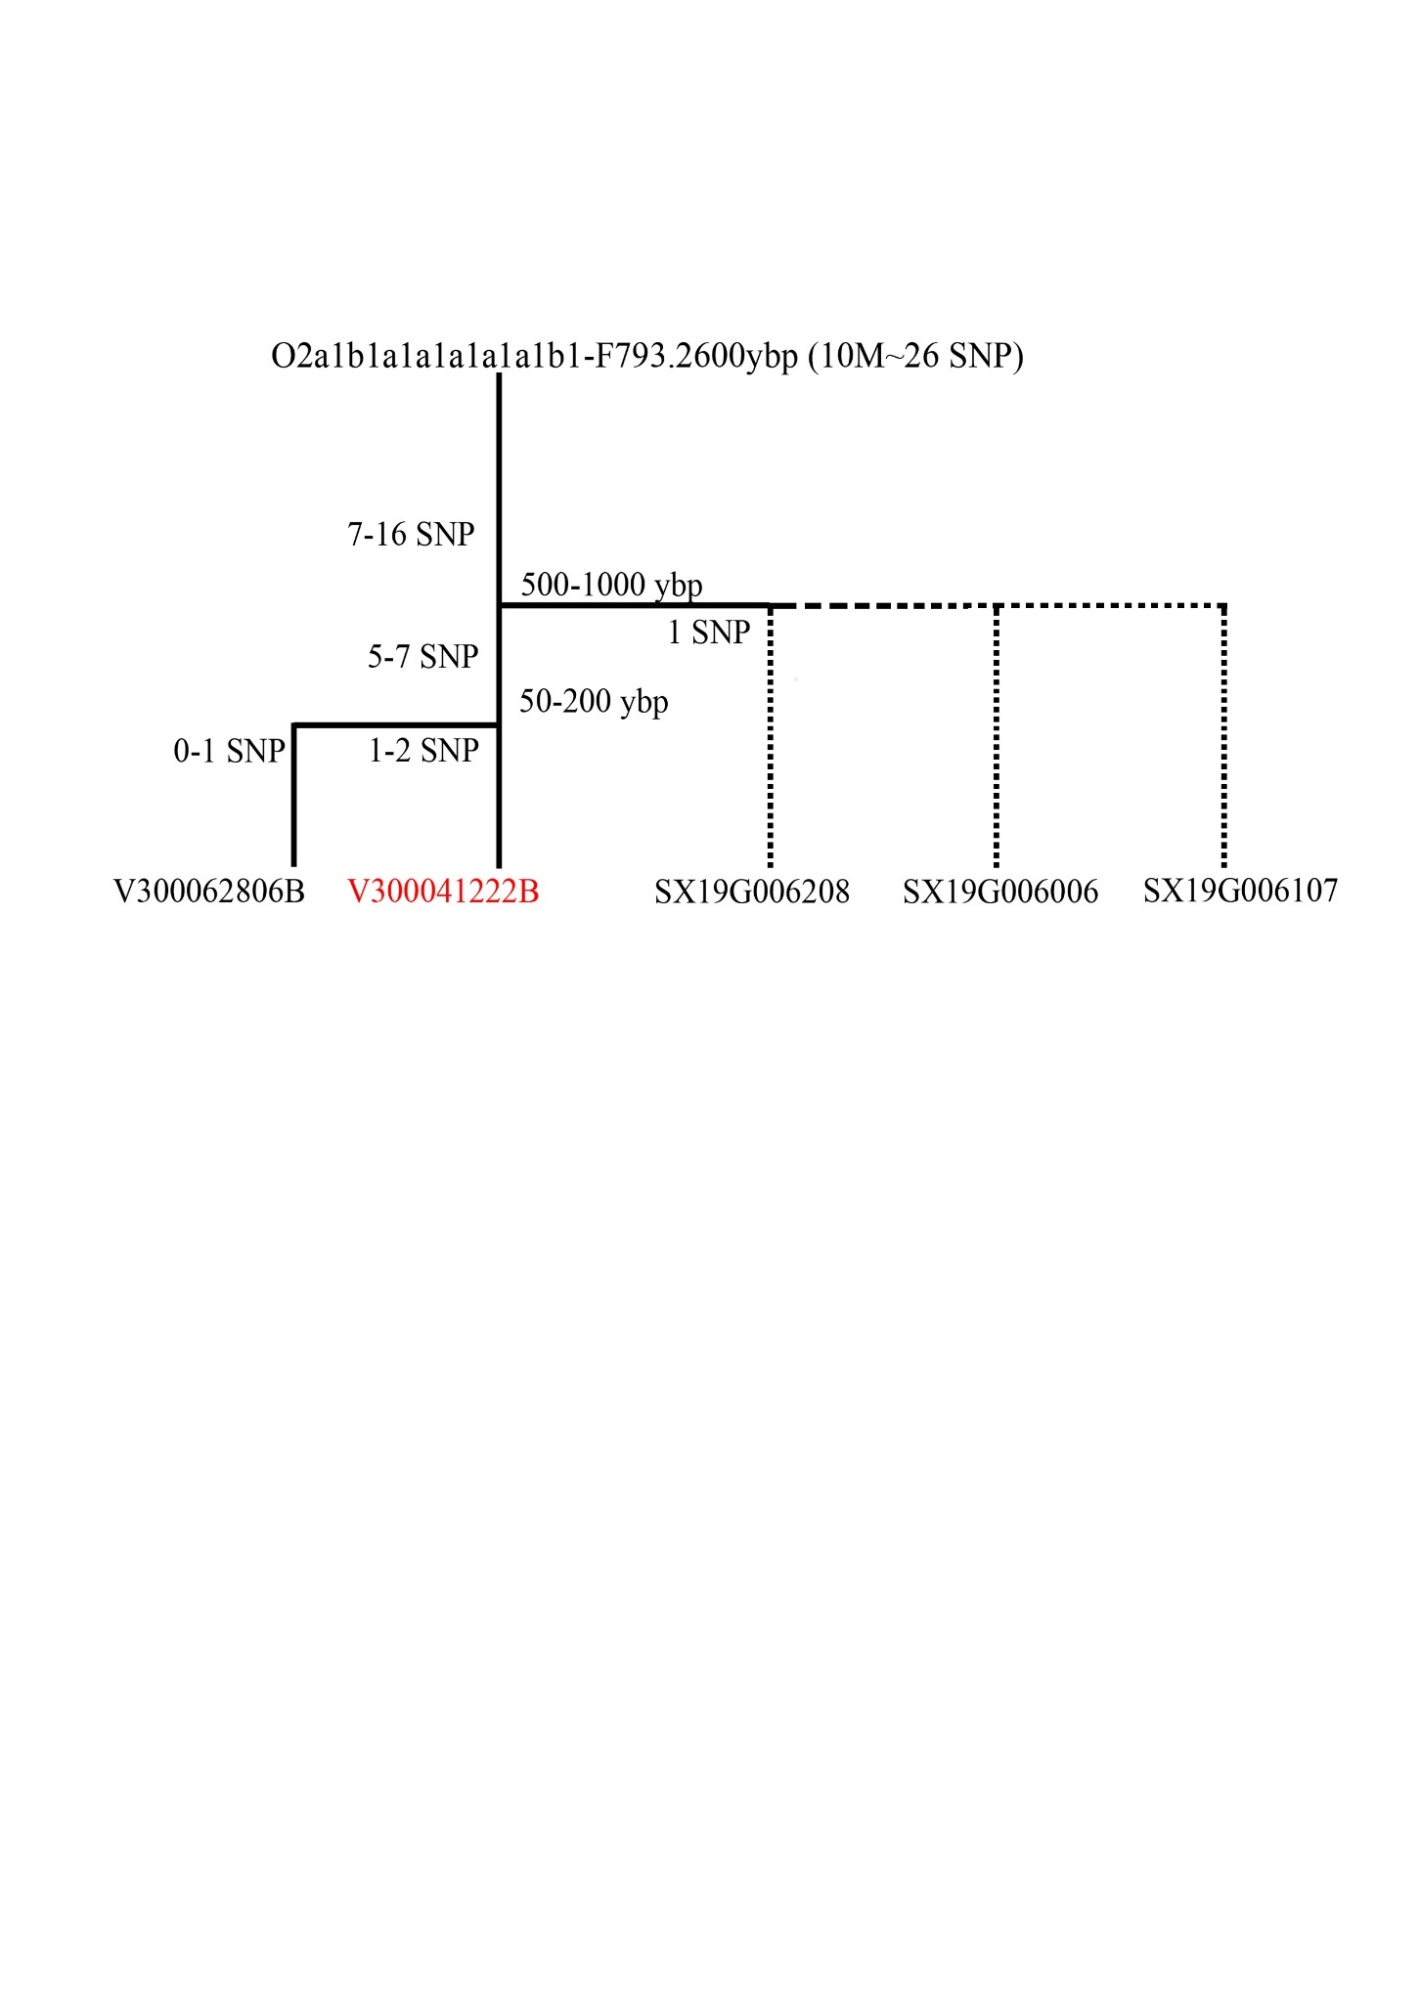 O2a1b1a1a1a1a1a1b1-F793.2600ybp (10M~26 SNP)
7-16 SNP
500-1000 ybp
1 SNP
5-7 SNP
50-200 ybp
0-1 SNP
1-2 SNP
V300062806B
V300041222B
SX19G006208
SX19G006006
SX19G006107